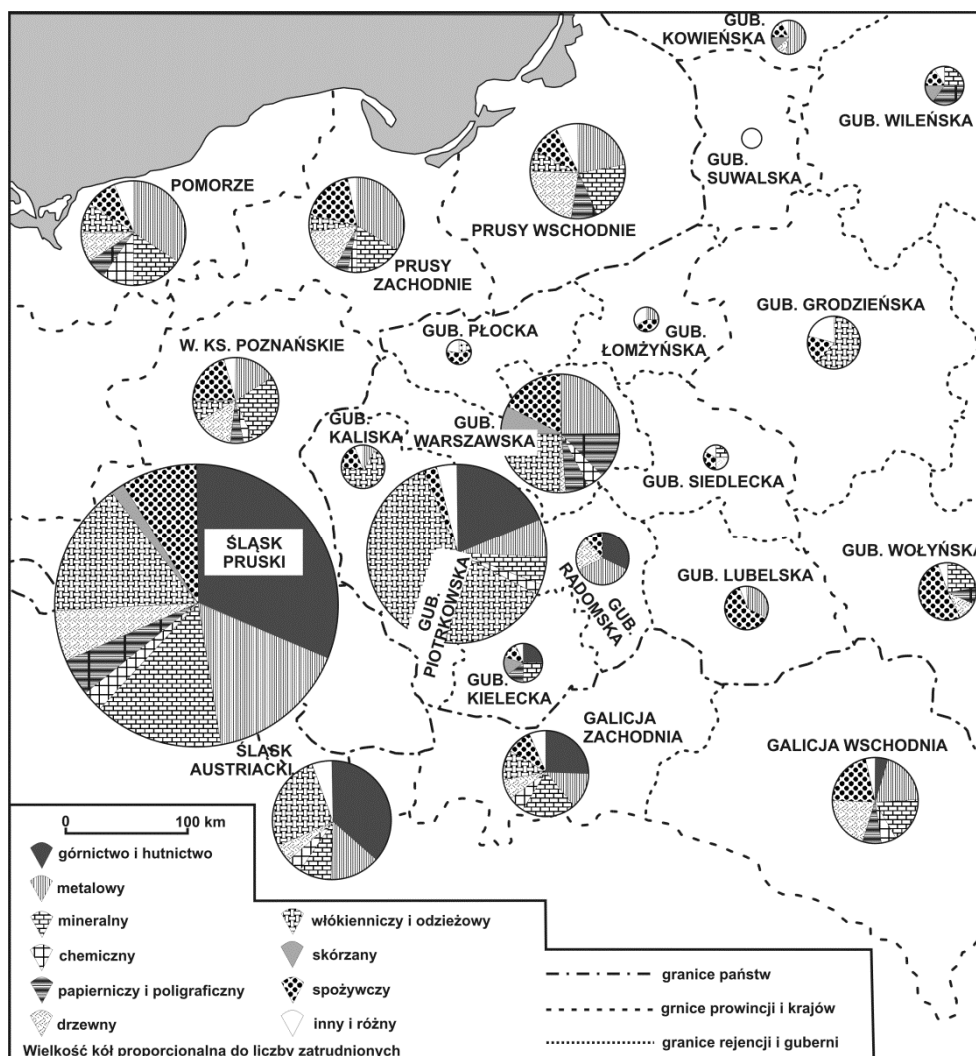 GUB.
KOWIEŃSKA
GUB. WILEŃSKA
GUB.
SUWALSKA
POMORZE
PRUSY WSCHODNIE
PRUSY
ZACHODNIE
GUB. GRODZIEŃSKA
GUB. PŁOCKA
GUB.
ŁOMŻYŃSKA
W. KS. POZNAŃSKIE
GUB.
KALISKA
GUB.
WARSZAWSKA
GUB. SIEDLECKA
ŚLĄSK
PRUSKI
GUB.
PIOTRKOWSKA
GUB.
RADOMSKA
GUB. LUBELSKA
GUB. WOŁYŃSKA
GUB.
KIELECKA
GALICJA
ZACHODNIA
GALICJA WSCHODNIA
ŚLĄSK
AUSTRIACKI
0 100 km
górnictwo i hutnictwo
metalowy
mineralny
chemiczny
papierniczy i poligraficzny
drzewny
włókienniczy i odzieżowy
skórzany
spożywczy
inny i różny
granice państw
grnice prowincji i krajów
granice rejencji i guberni
Wielkość kół proporcjonalna do liczby zatrudnionych